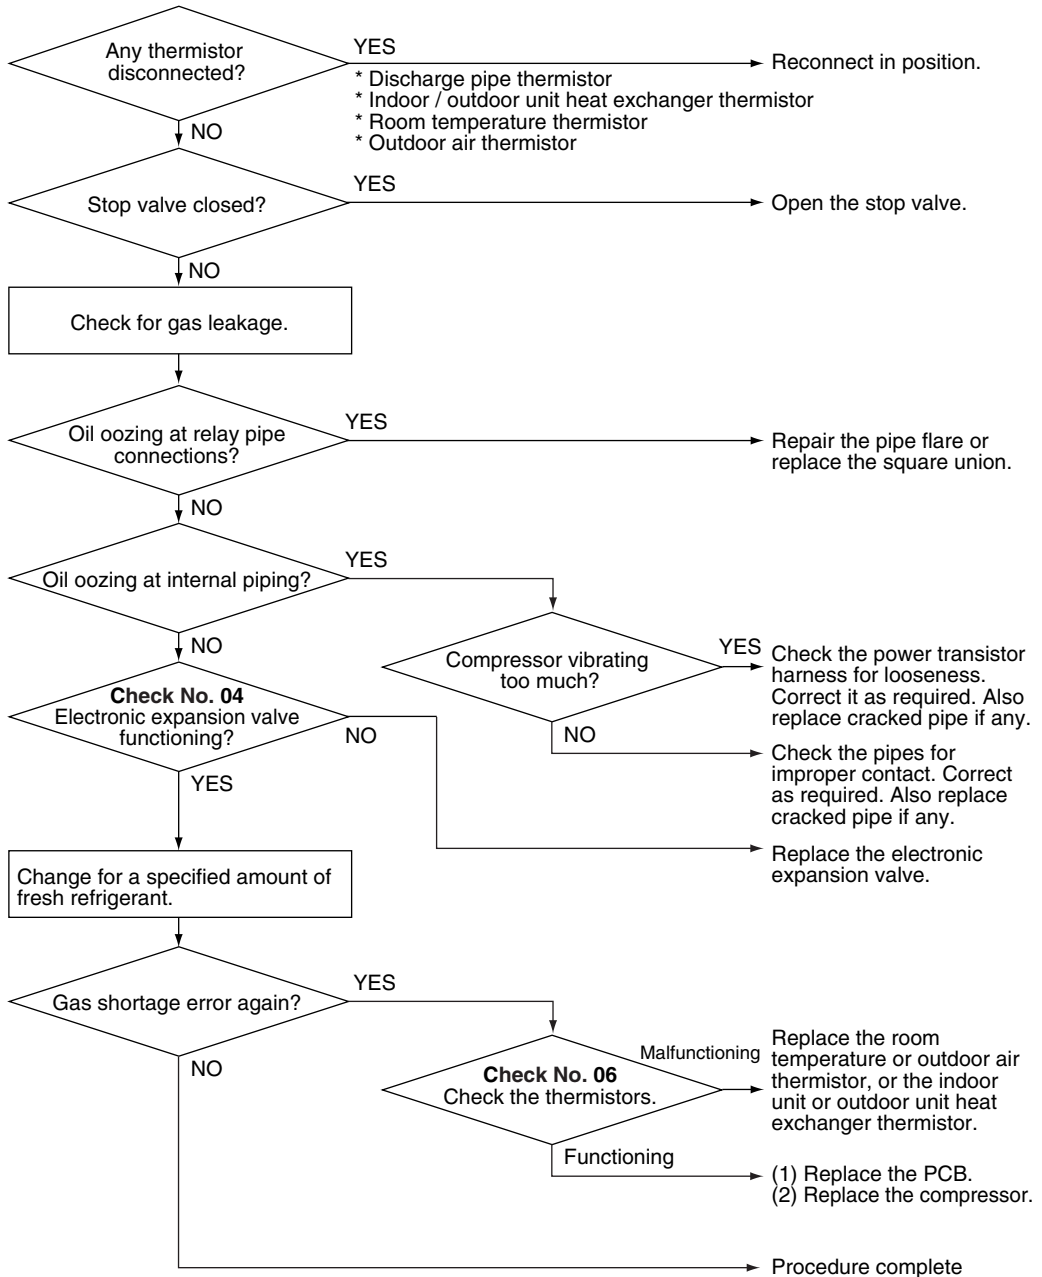 Any thermistor
disconnected?
YES
Reconnect in position.
* Discharge pipe thermistor
* Indoor / outdoor unit heat exchanger thermistor
* Room temperature thermistor
* Outdoor air thermistor
NO
Stop valve closed?
YES
Open the stop valve.
NO
Check for gas leakage.
Oil oozing at relay pipe
connections?
YES
Repair the pipe flare or
replace the square union.
NO
Oil oozing at internal piping?
YES
Compressor vibrating
too much?
YES
Check the power transistor
harness for looseness.
Correct it as required. Also
replace cracked pipe if any.
NO
Check the pipes for
improper contact. Correct
as required. Also replace
cracked pipe if any.
NO
Check No. 04
Electronic expansion valve
functioning?
NO
Replace the electronic
expansion valve.
YES
Change for a specified amount of
fresh refrigerant.
Gas shortage error again?
YES
Check No. 06
Check the thermistors.
Malfunctioning
Replace the room
temperature or outdoor air
thermistor, or the indoor
unit or outdoor unit heat
exchanger thermistor.
Functioning
(1) Replace the PCB.
(2) Replace the compressor.
NO
Procedure complete